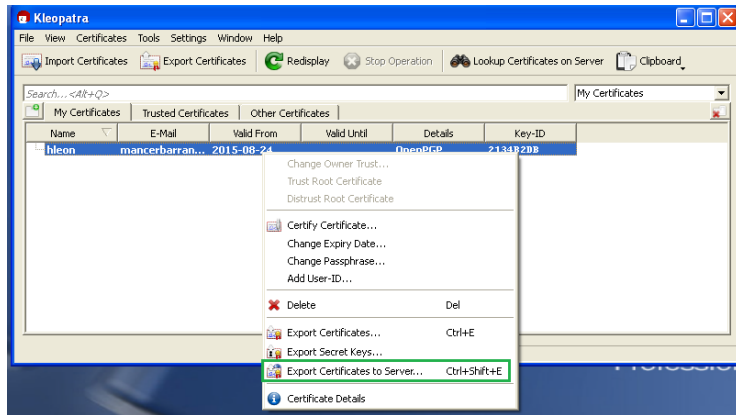 Kleopatra
File View Certificates Tools Settings Window Help
Import Certificates Export Certificates Redisplay Stop Operation Lookup Certificates on Server Clipboard
Search...<Alt+Q> My Certificates
My Certificates Trusted Certificates Other Certificates
Name E-Mail Valid From Valid Until Details Key-ID
hleon mancerbarran... 2015-08-24 OpenPGP 2134B2DB
Change Owner Trust...
Trust Root Certificate
Distrust Root Certificate
Certify Certificate...
Change Expiry Date...
Change Passphrase...
Add User-ID...
Delete Del
Export Certificates... Ctrl+E
Export Secret Keys...
Export Certificates to Server... Ctrl+Shift+E
Certificate Details